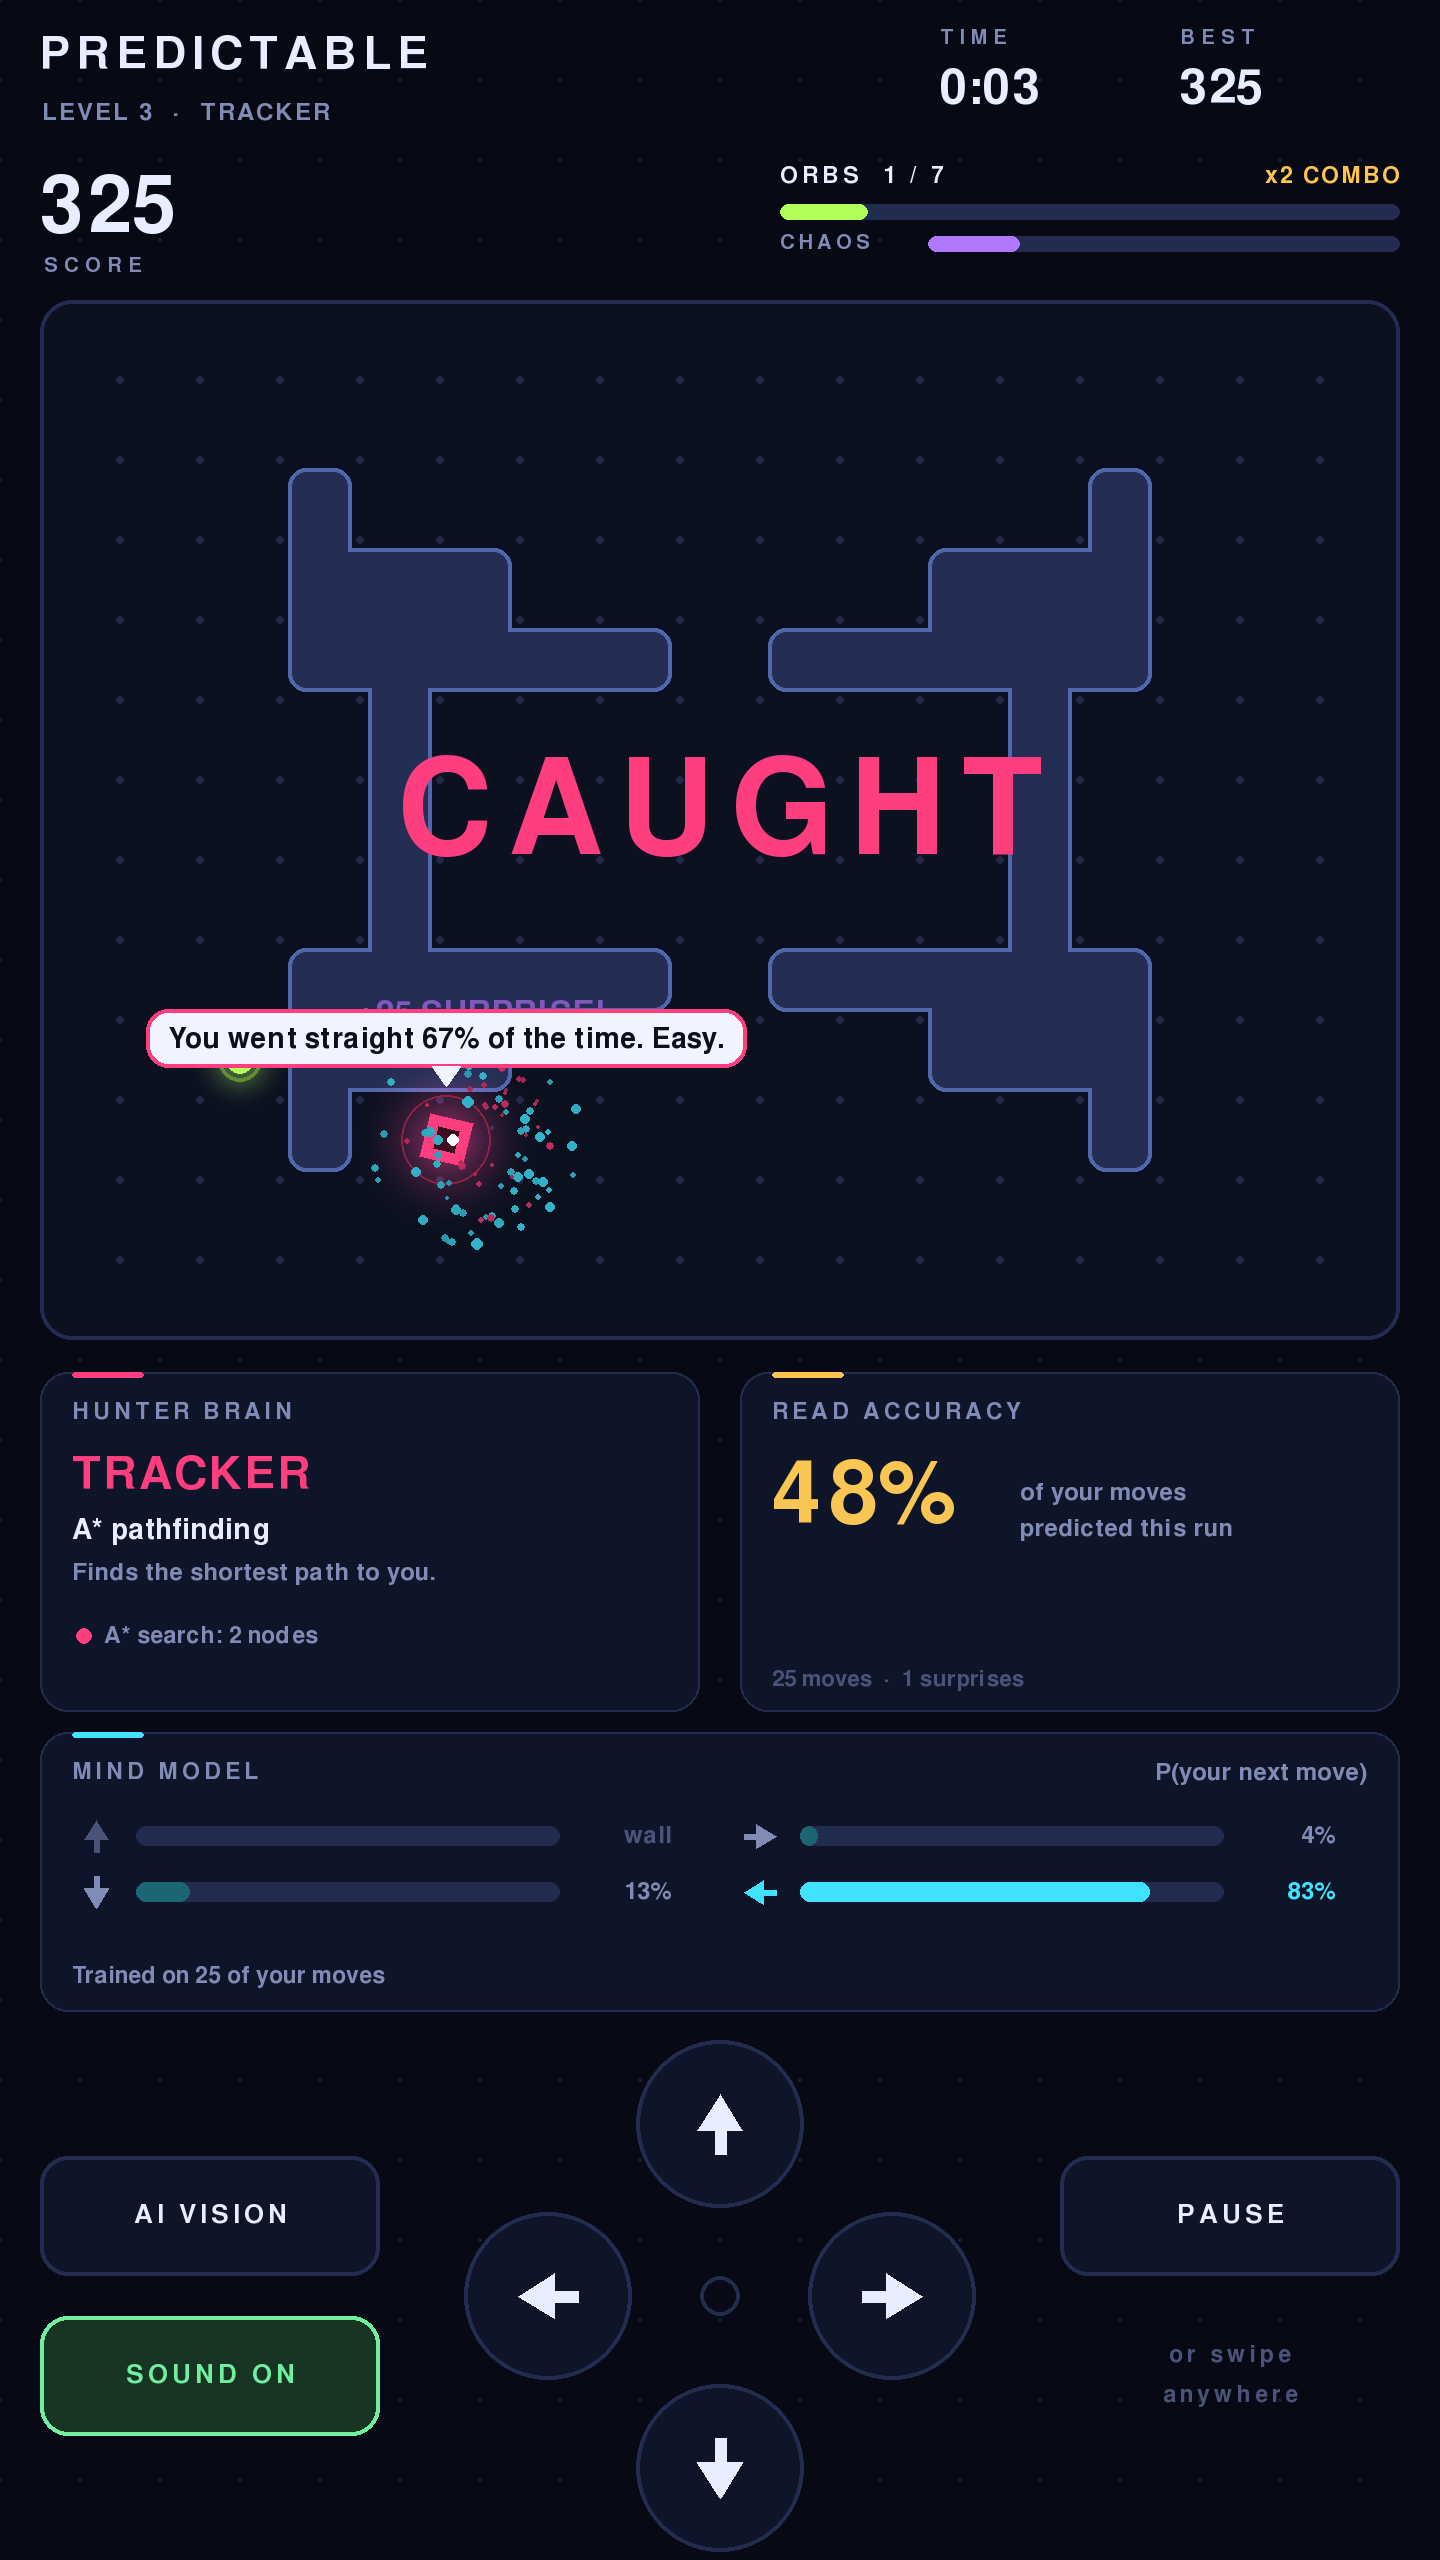 PREDICTABLE
LEVEL 3 · TRACKER
TIME
0:03
BEST
325
325
SCORE
ORBS 1 / 7
x2 COMBO
CHAOS
CAUGHT
25 SURPRISE!
You went straight 67% of the time. Easy.
HUNTER BRAIN
TRACKER
A* pathfinding
Finds the shortest path to you.
A* search: 2 nodes
READ ACCURACY
48%
of your moves
predicted this run
25 moves · 1 surprises
MIND MODEL
P(your next move)
wall
4%
13%
83%
Trained on 25 of your moves
AI VISION
PAUSE
SOUND ON
or swipe
anywhere